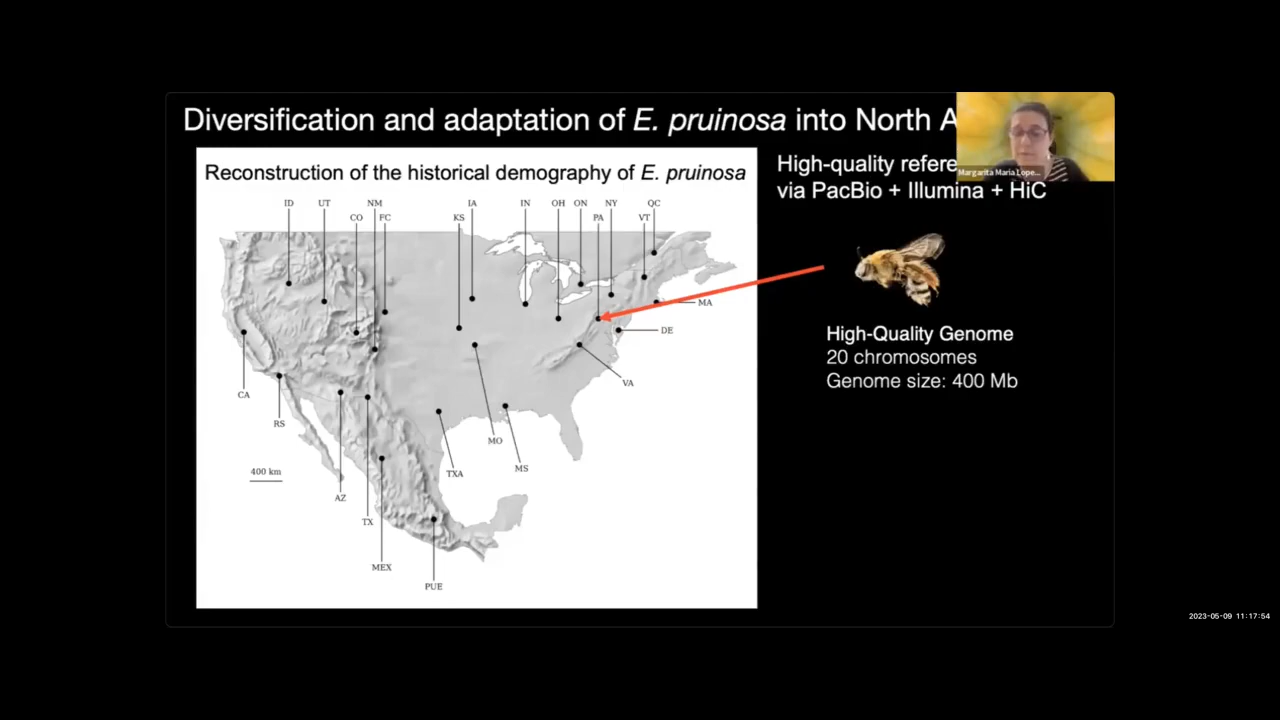 Diversification and adaptation of E. pruinosa into North A
Margarita Maria Lope...
High-quality refere
via PacBio + Illumina + HiC
Reconstruction of the historical demography of E. pruinosa
ID UT NM IA IN OH ON NY QC
CO FC KS PA VT
MA
DE
VA
CA
RS
MO
MS
TXA
400 km
AZ
TX
MEX
PUE
High-Quality Genome
20 chromosomes
Genome size: 400 Mb
2023-05-09 11:17:54